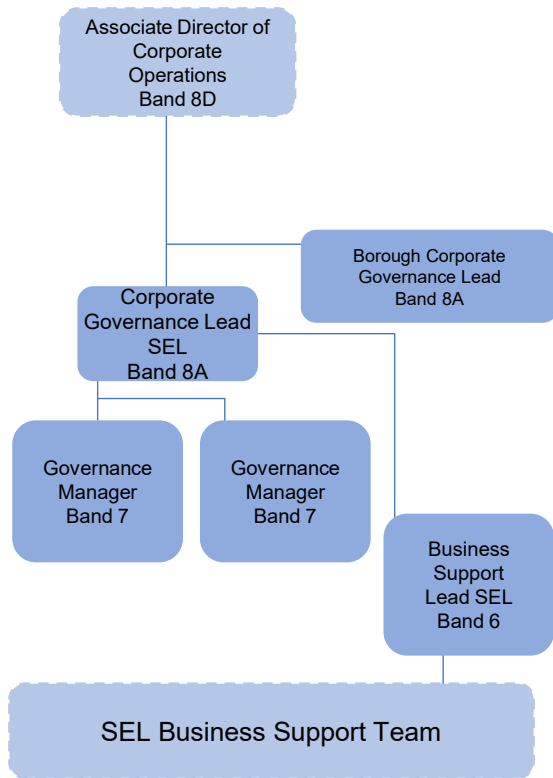 Associate Director of
Corporate
Operations
Band 8D
Borough Corporate
Governance Lead
Band 8A
Corporate
Governance Lead
SEL
Band 8A
Governance
Manager
Band 7
Governance
Manager
Band 7
Business
Support
Lead SEL
Band 6
SEL Business Support Team